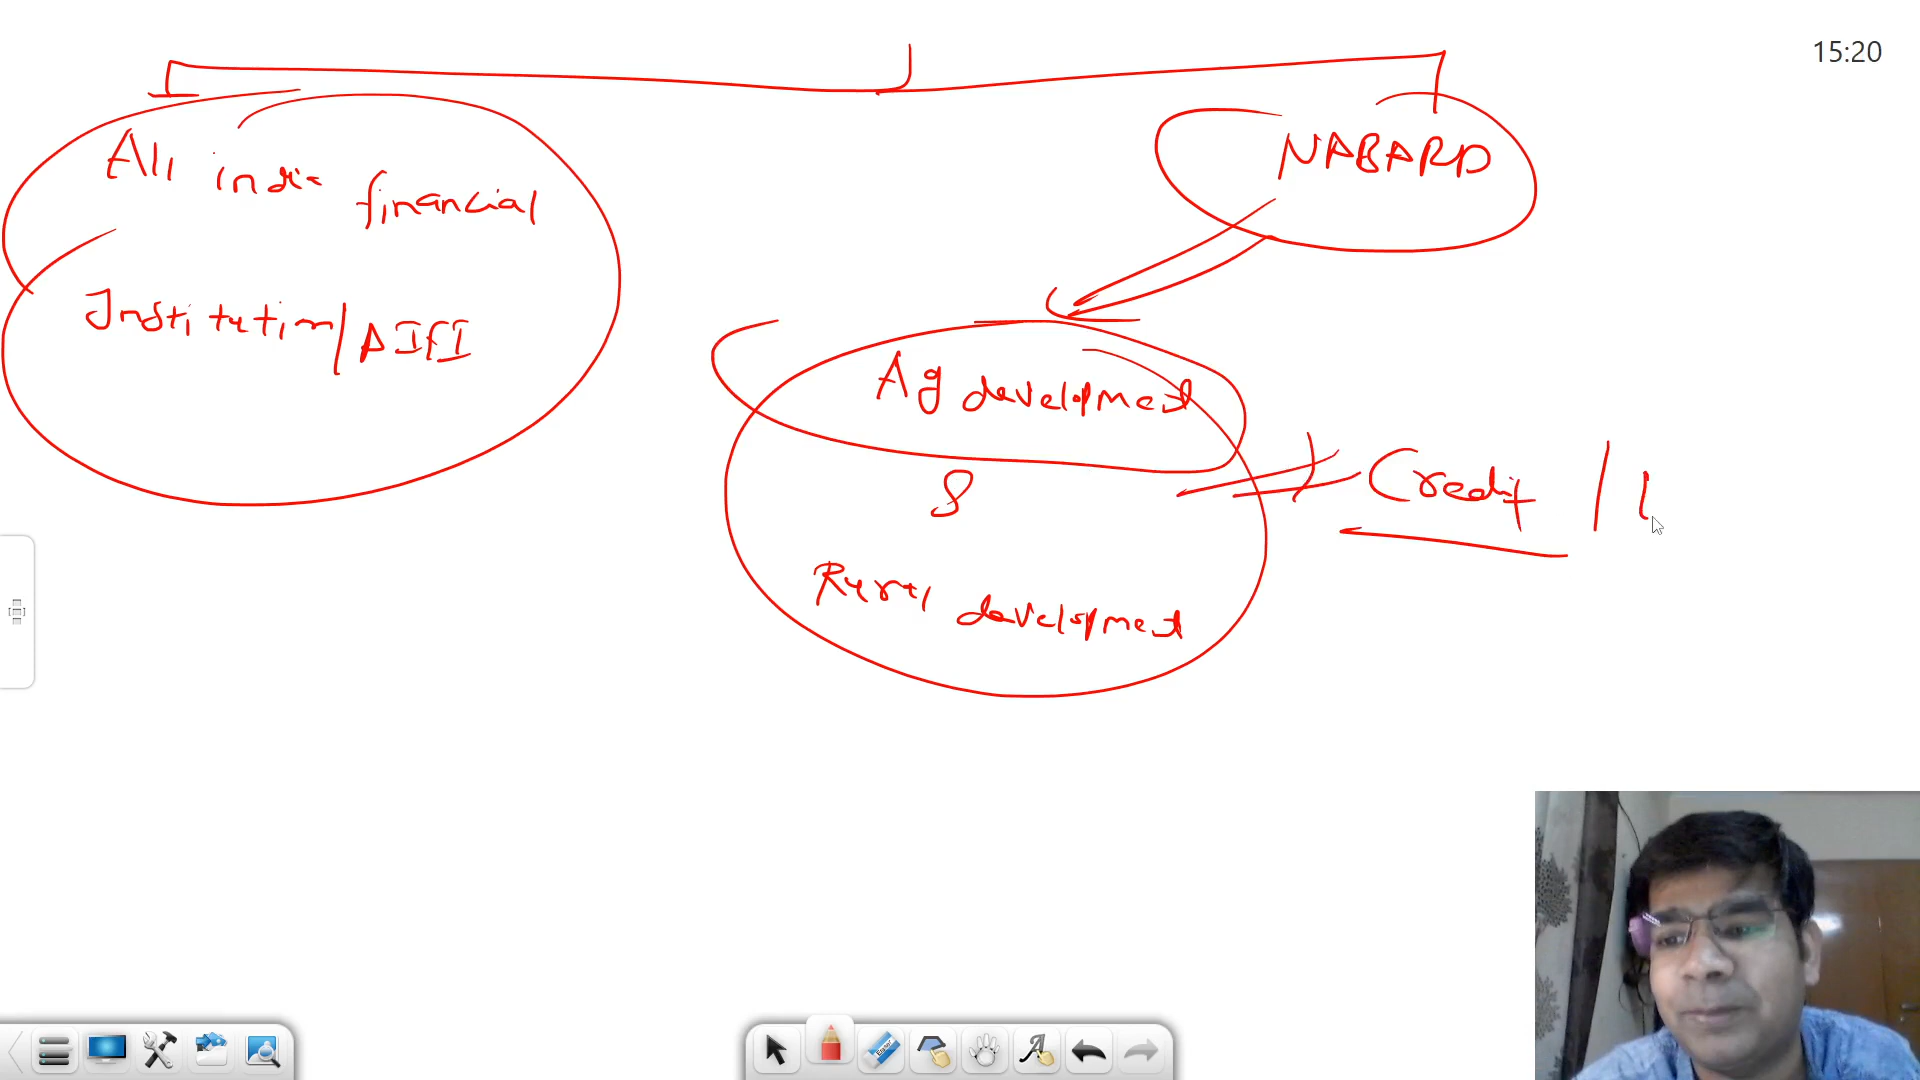 15:20
All india financial
Institution/AIFI
NABARD
Ag development
&
Rural development
Credit /